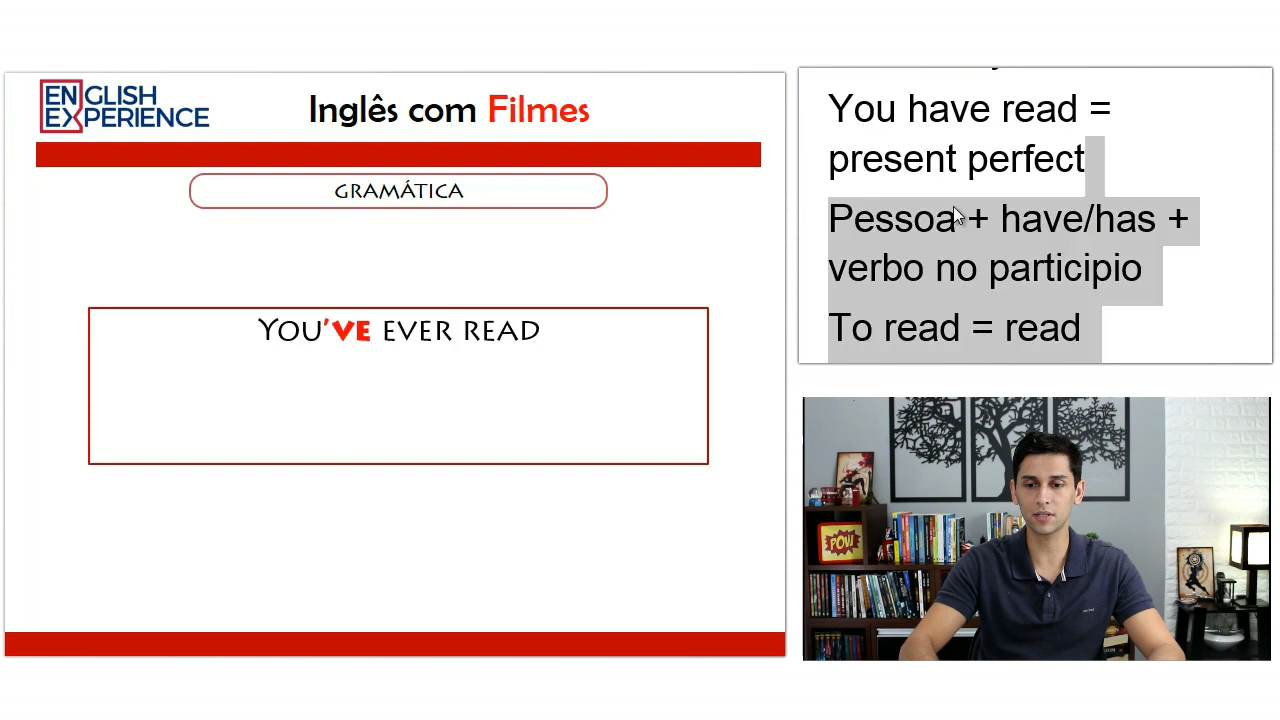 ENGLISH
EXPERIENCE
Inglês com Filmes
GRAMÁTICA
You've ever read
You have read =
present perfect
Pessoa + have/has +
verbo no participio
To read = read
POW